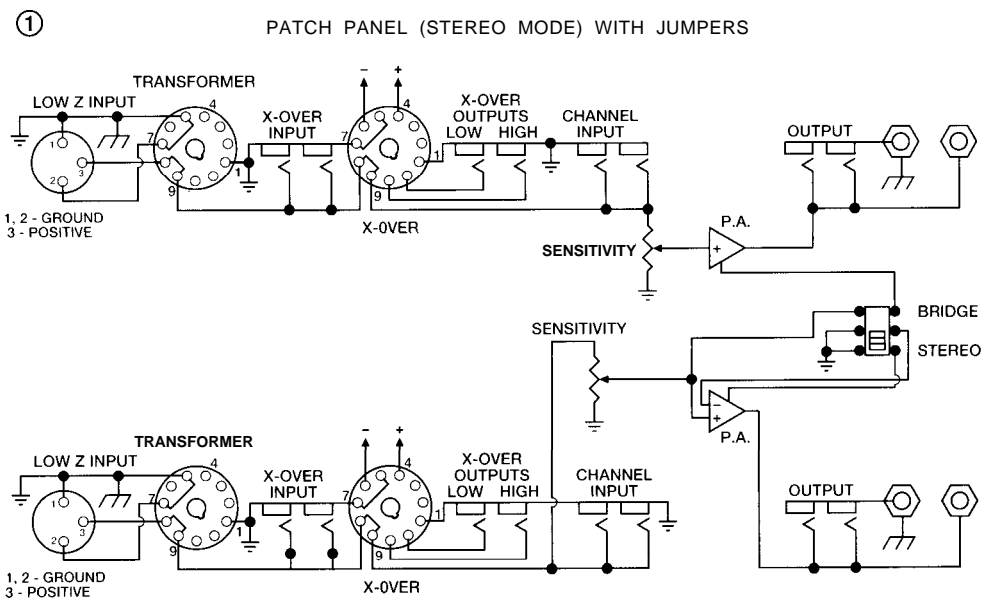 1
PATCH PANEL (STEREO MODE) WITH JUMPERS
TRANSFORMER
LOW Z INPUT
4
7
1
9
1
3
2
1, 2 - GROUND
3 - POSITIVE
X-OVER
INPUT
-
+
4
7
1
9
X-OVER
X-OVER
OUTPUTS
LOW HIGH
CHANNEL
INPUT
SENSITIVITY
+
P.A.
OUTPUT
BRIDGE
STEREO
SENSITIVITY
-
+
P.A.
TRANSFORMER
LOW Z INPUT
4
7
1
9
1
3
2
1, 2 - GROUND
3 - POSITIVE
X-OVER
INPUT
-
+
4
7
1
9
X-OVER
X-OVER
OUTPUTS
LOW HIGH
CHANNEL
INPUT
OUTPUT